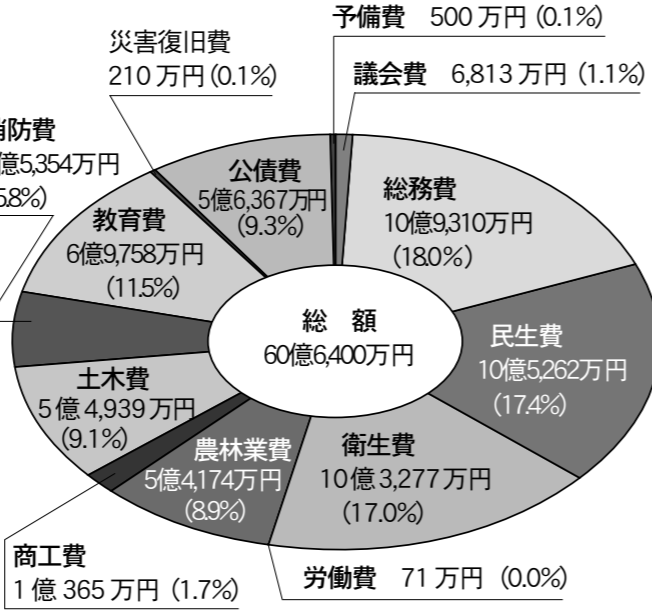 予備費 500万円 (0.1%)
災害復旧費
210万円 (0.1%)
議会費 6,813万円 (1.1%)
防費
億5,354万円
5.8%)
公債費
5億6,367万円
(9.3%)
総務費
10億9,310万円
(18.0%)
教育費
6億9,758万円
(11.5%)
総 額
60億6,400万円
民生費
10億5,262万円
(17.4%)
土木費
5億4,939万円
(9.1%)
農林業費
5億4,174万円
(8.9%)
衛生費
10億3,277万円
(17.0%)
商工費
1億365万円 (1.7%)
労働費 71万円 (0.0%)